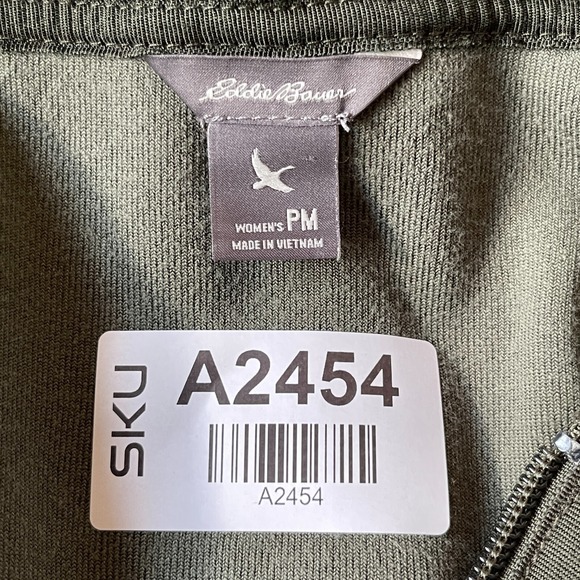 Eddie Bauer
WOMEN'S PM
MADE IN VIETNAM
SKU
A2454
A2454